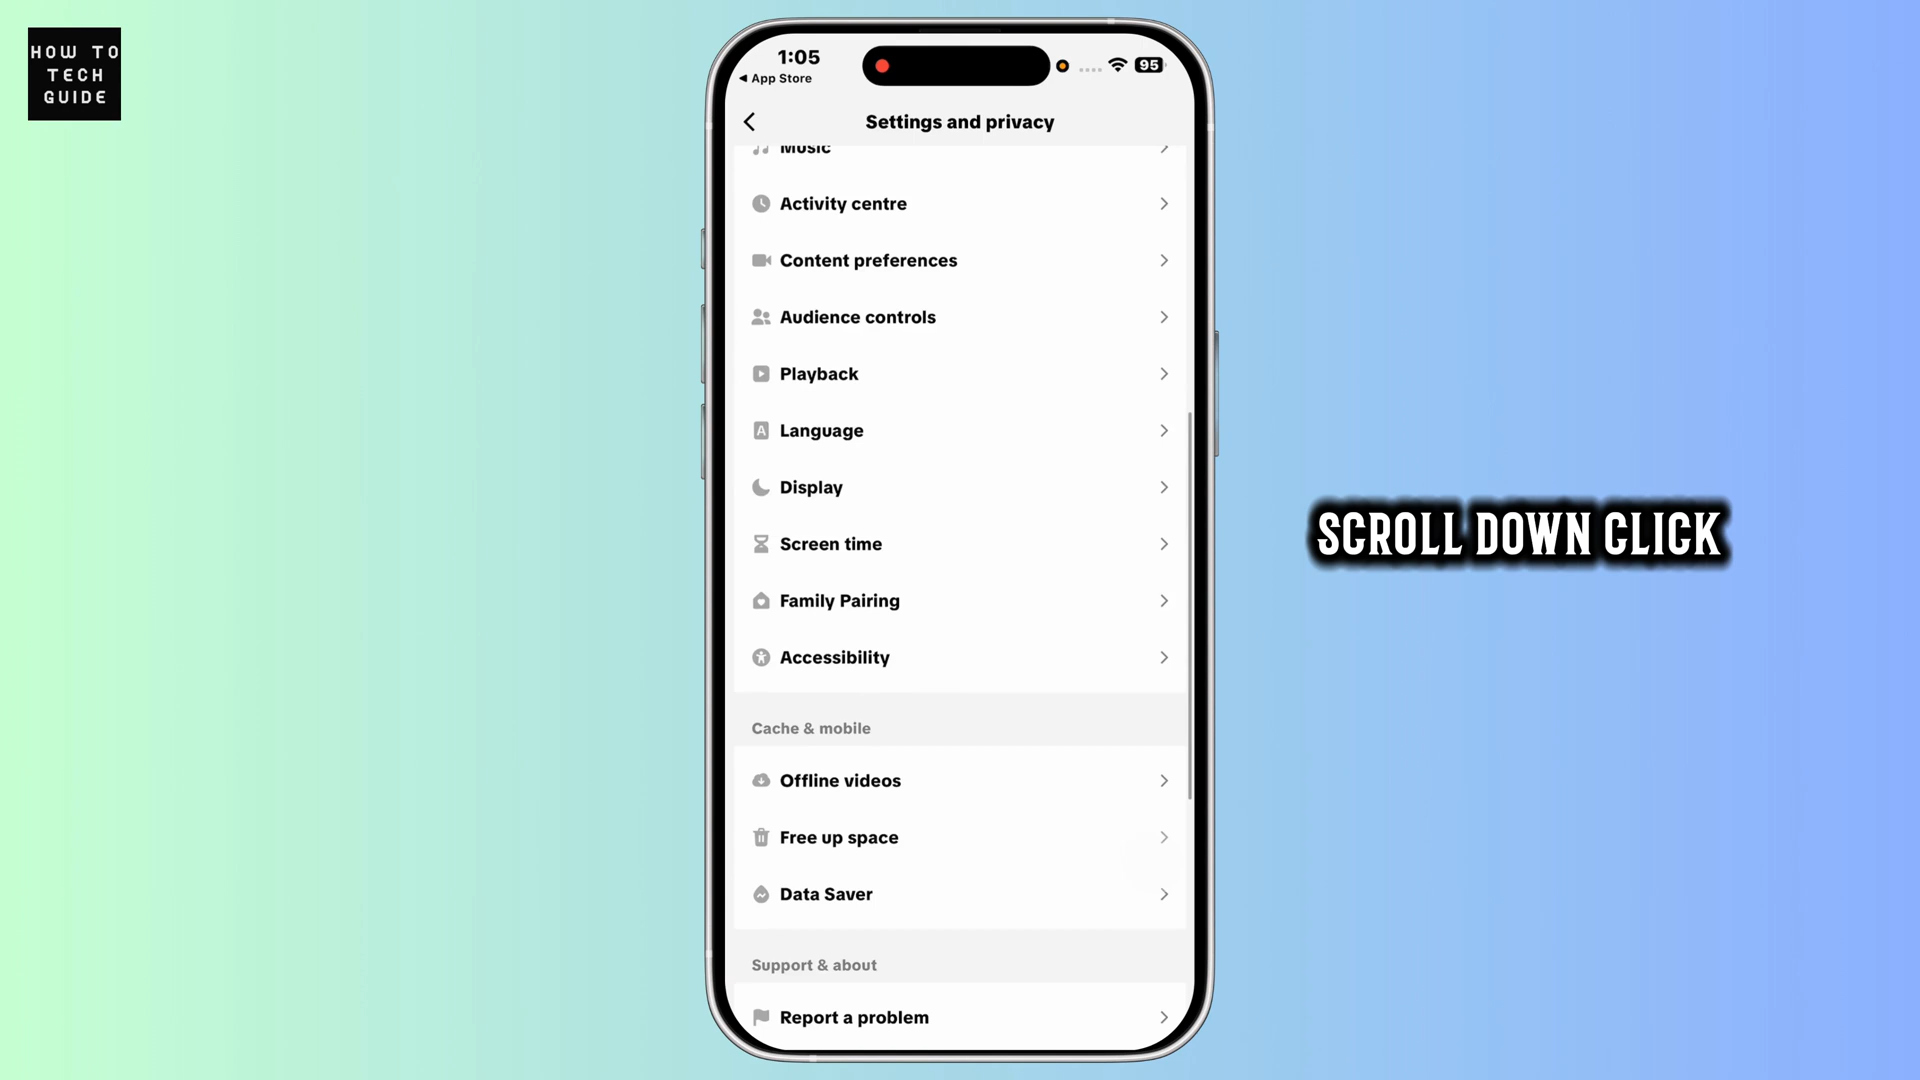 HOW TO
TECH
GUIDE
1:05
App Store
95
Settings and privacy
Music
Activity centre
Content preferences
Audience controls
Playback
A Language
Display
Screen time
Family Pairing
Accessibility
Cache & mobile
Offline videos
Free up space
Data Saver
Support & about
Report a problem
SCROLL DOWN CLICK